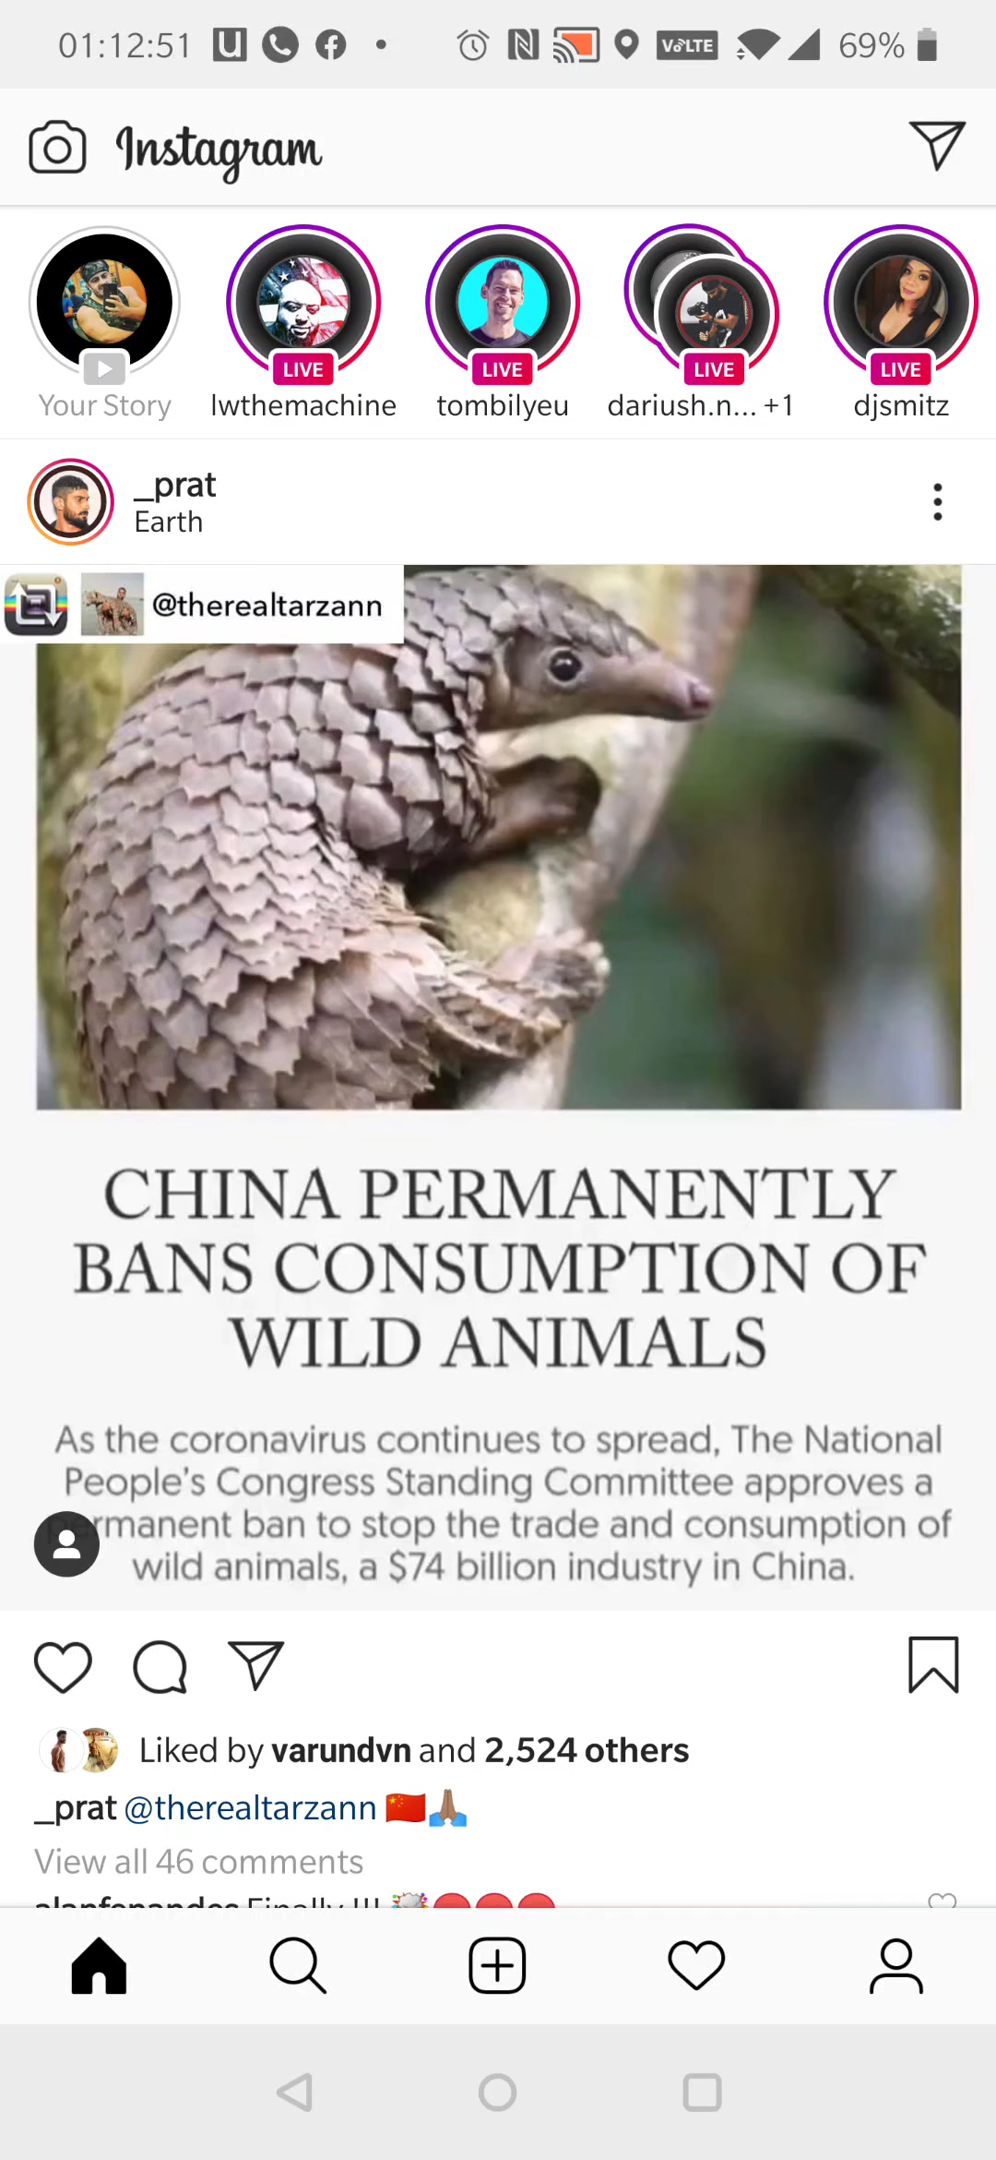 01:12:51 VoLTE 69%
Instagram
LIVE LIVE LIVE LIVE
Your Story lwthemachine tombilyeu dariush.n... +1 djsmitz
_prat
Earth
@therealtarzann
CHINA PERMANENTLY
BANS CONSUMPTION OF
WILD ANIMALS
As the coronavirus continues to spread, The National
People's Congress Standing Committee approves a
rmanent ban to stop the trade and consumption of
wild animals, a $74 billion industry in China.
Liked by varundvn and 2,524 others
_prat @therealtarzann 🇨🇳🙏🏽
View all 46 comments
Finally !!!